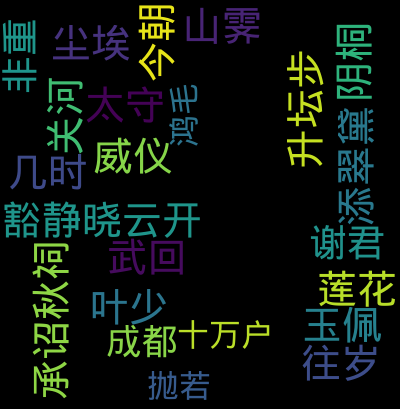 非重
尘埃
今朝
山霁
关河
太守
鸿毛
升坛步
阴桐
添翠黛
几时
威仪
豁静晓云开
武回
谢君
承诏秋祠
叶少
莲花
玉佩
成都
十万户
往岁
抛若